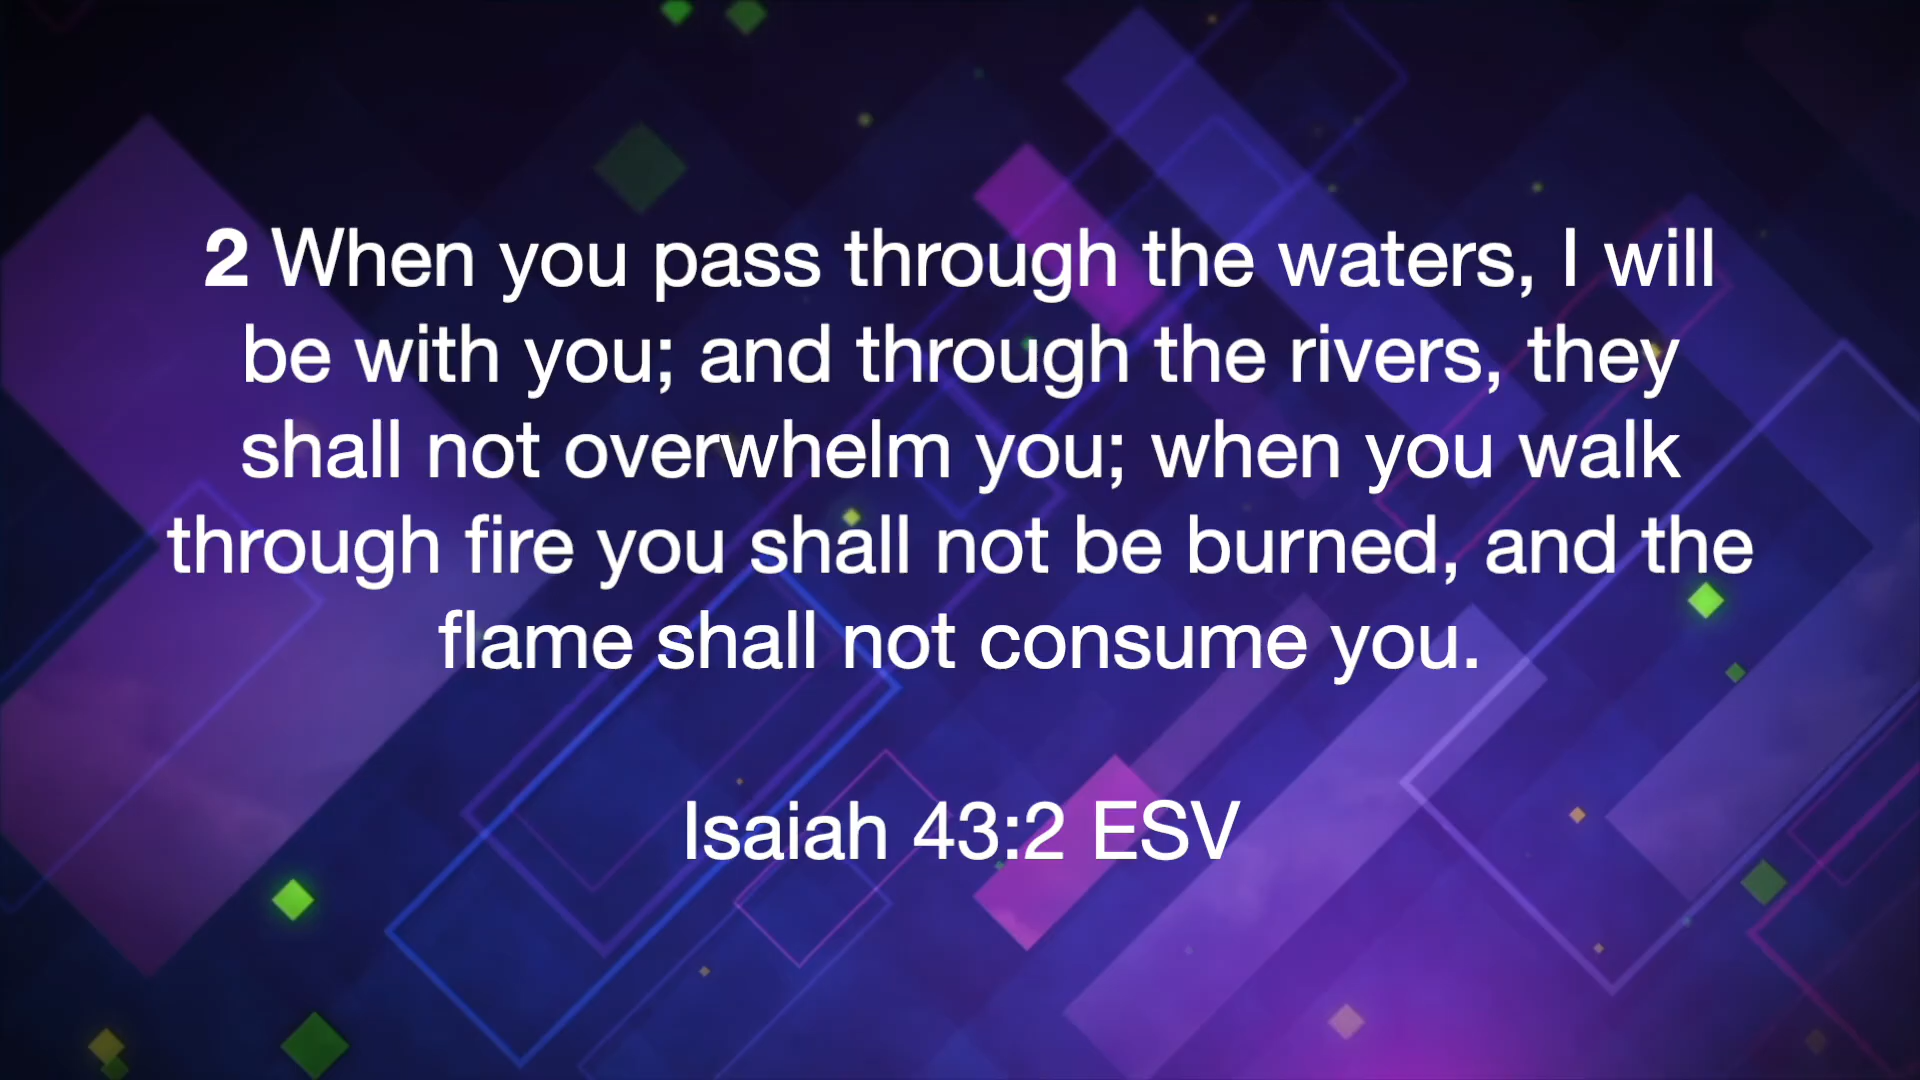 2 When you pass through the waters, I will
be with you; and through the rivers, they
shall not overwhelm you; when you walk
through fire you shall not be burned, and the
flame shall not consume you.
Isaiah 43:2 ESV